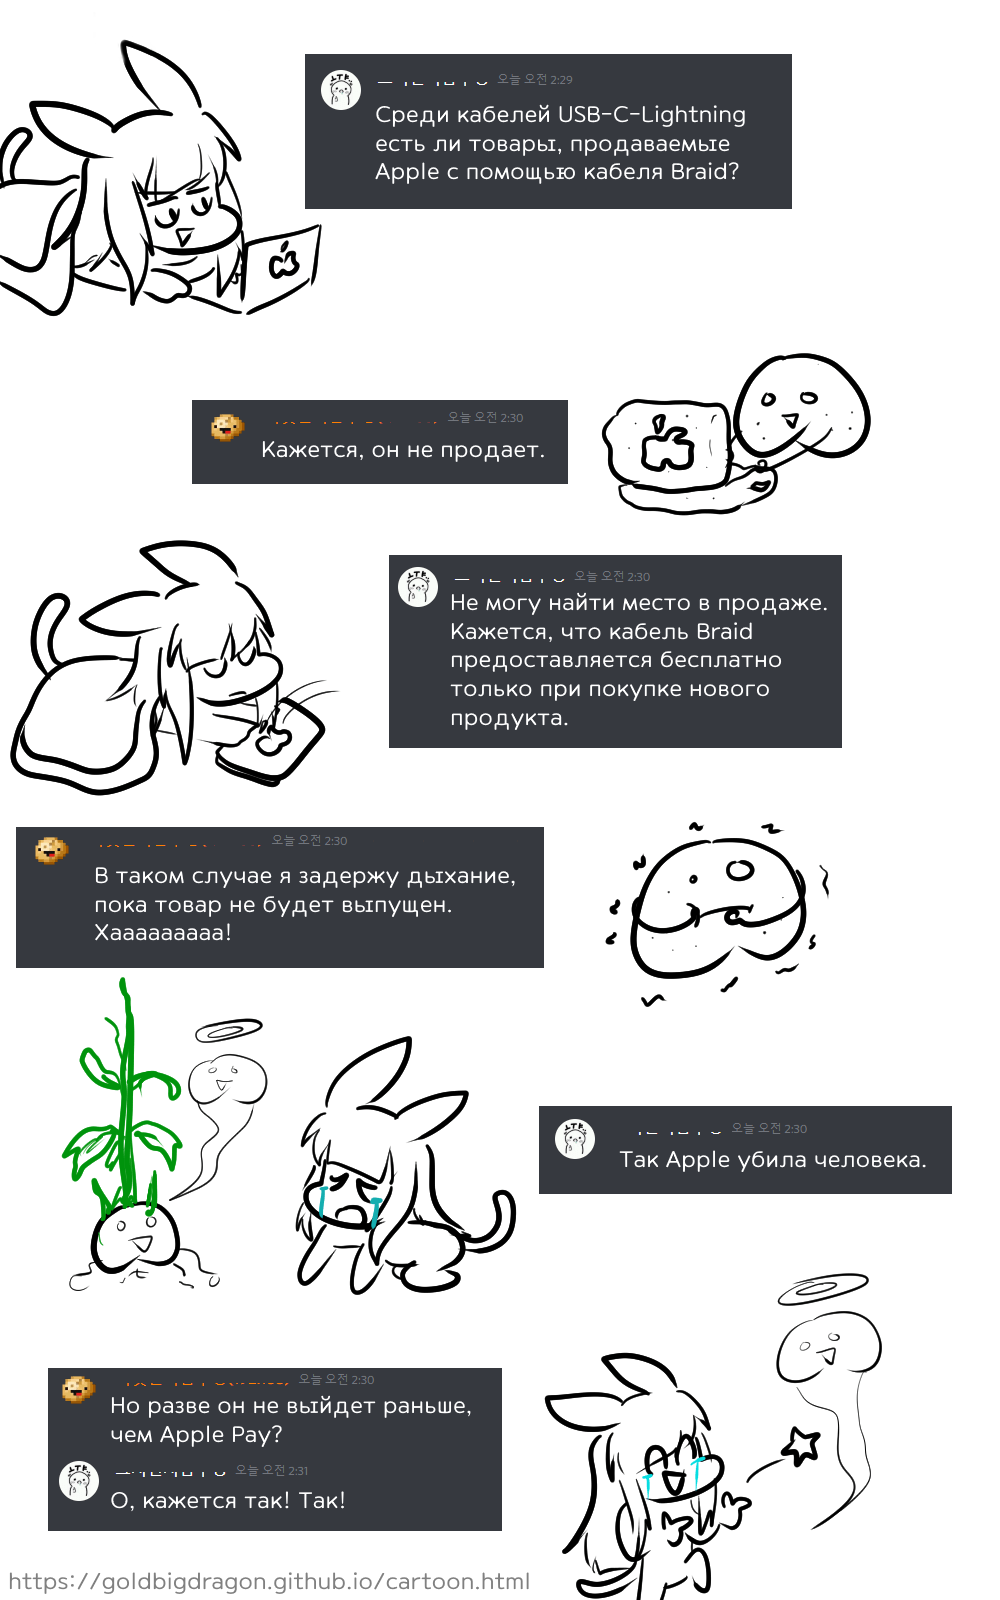 오늘 오전 2:29
Среди кабелей USB-C-Lightning
есть ли товары, продаваемые
Apple с помощью кабеля Braid?
오늘 오전 2:30
Кажется, он не продает.
오늘 오전 2:30
Не могу найти место в продаже.
Кажется, что кабель Braid
предоставляется бесплатно
только при покупке нового
продукта.
오늘 오전 2:30
В таком случае я задержу дыхание,
пока товар не будет выпущен.
Хааааааааа!
오늘 오전 2:30
Так Apple убила человека.
오늘 오전 2:30
Но разве он не выйдет раньше,
чем Apple Pay?
오늘 오전 2:31
О, кажется так! Так!
https://goldbigdragon.github.io/cartoon.html